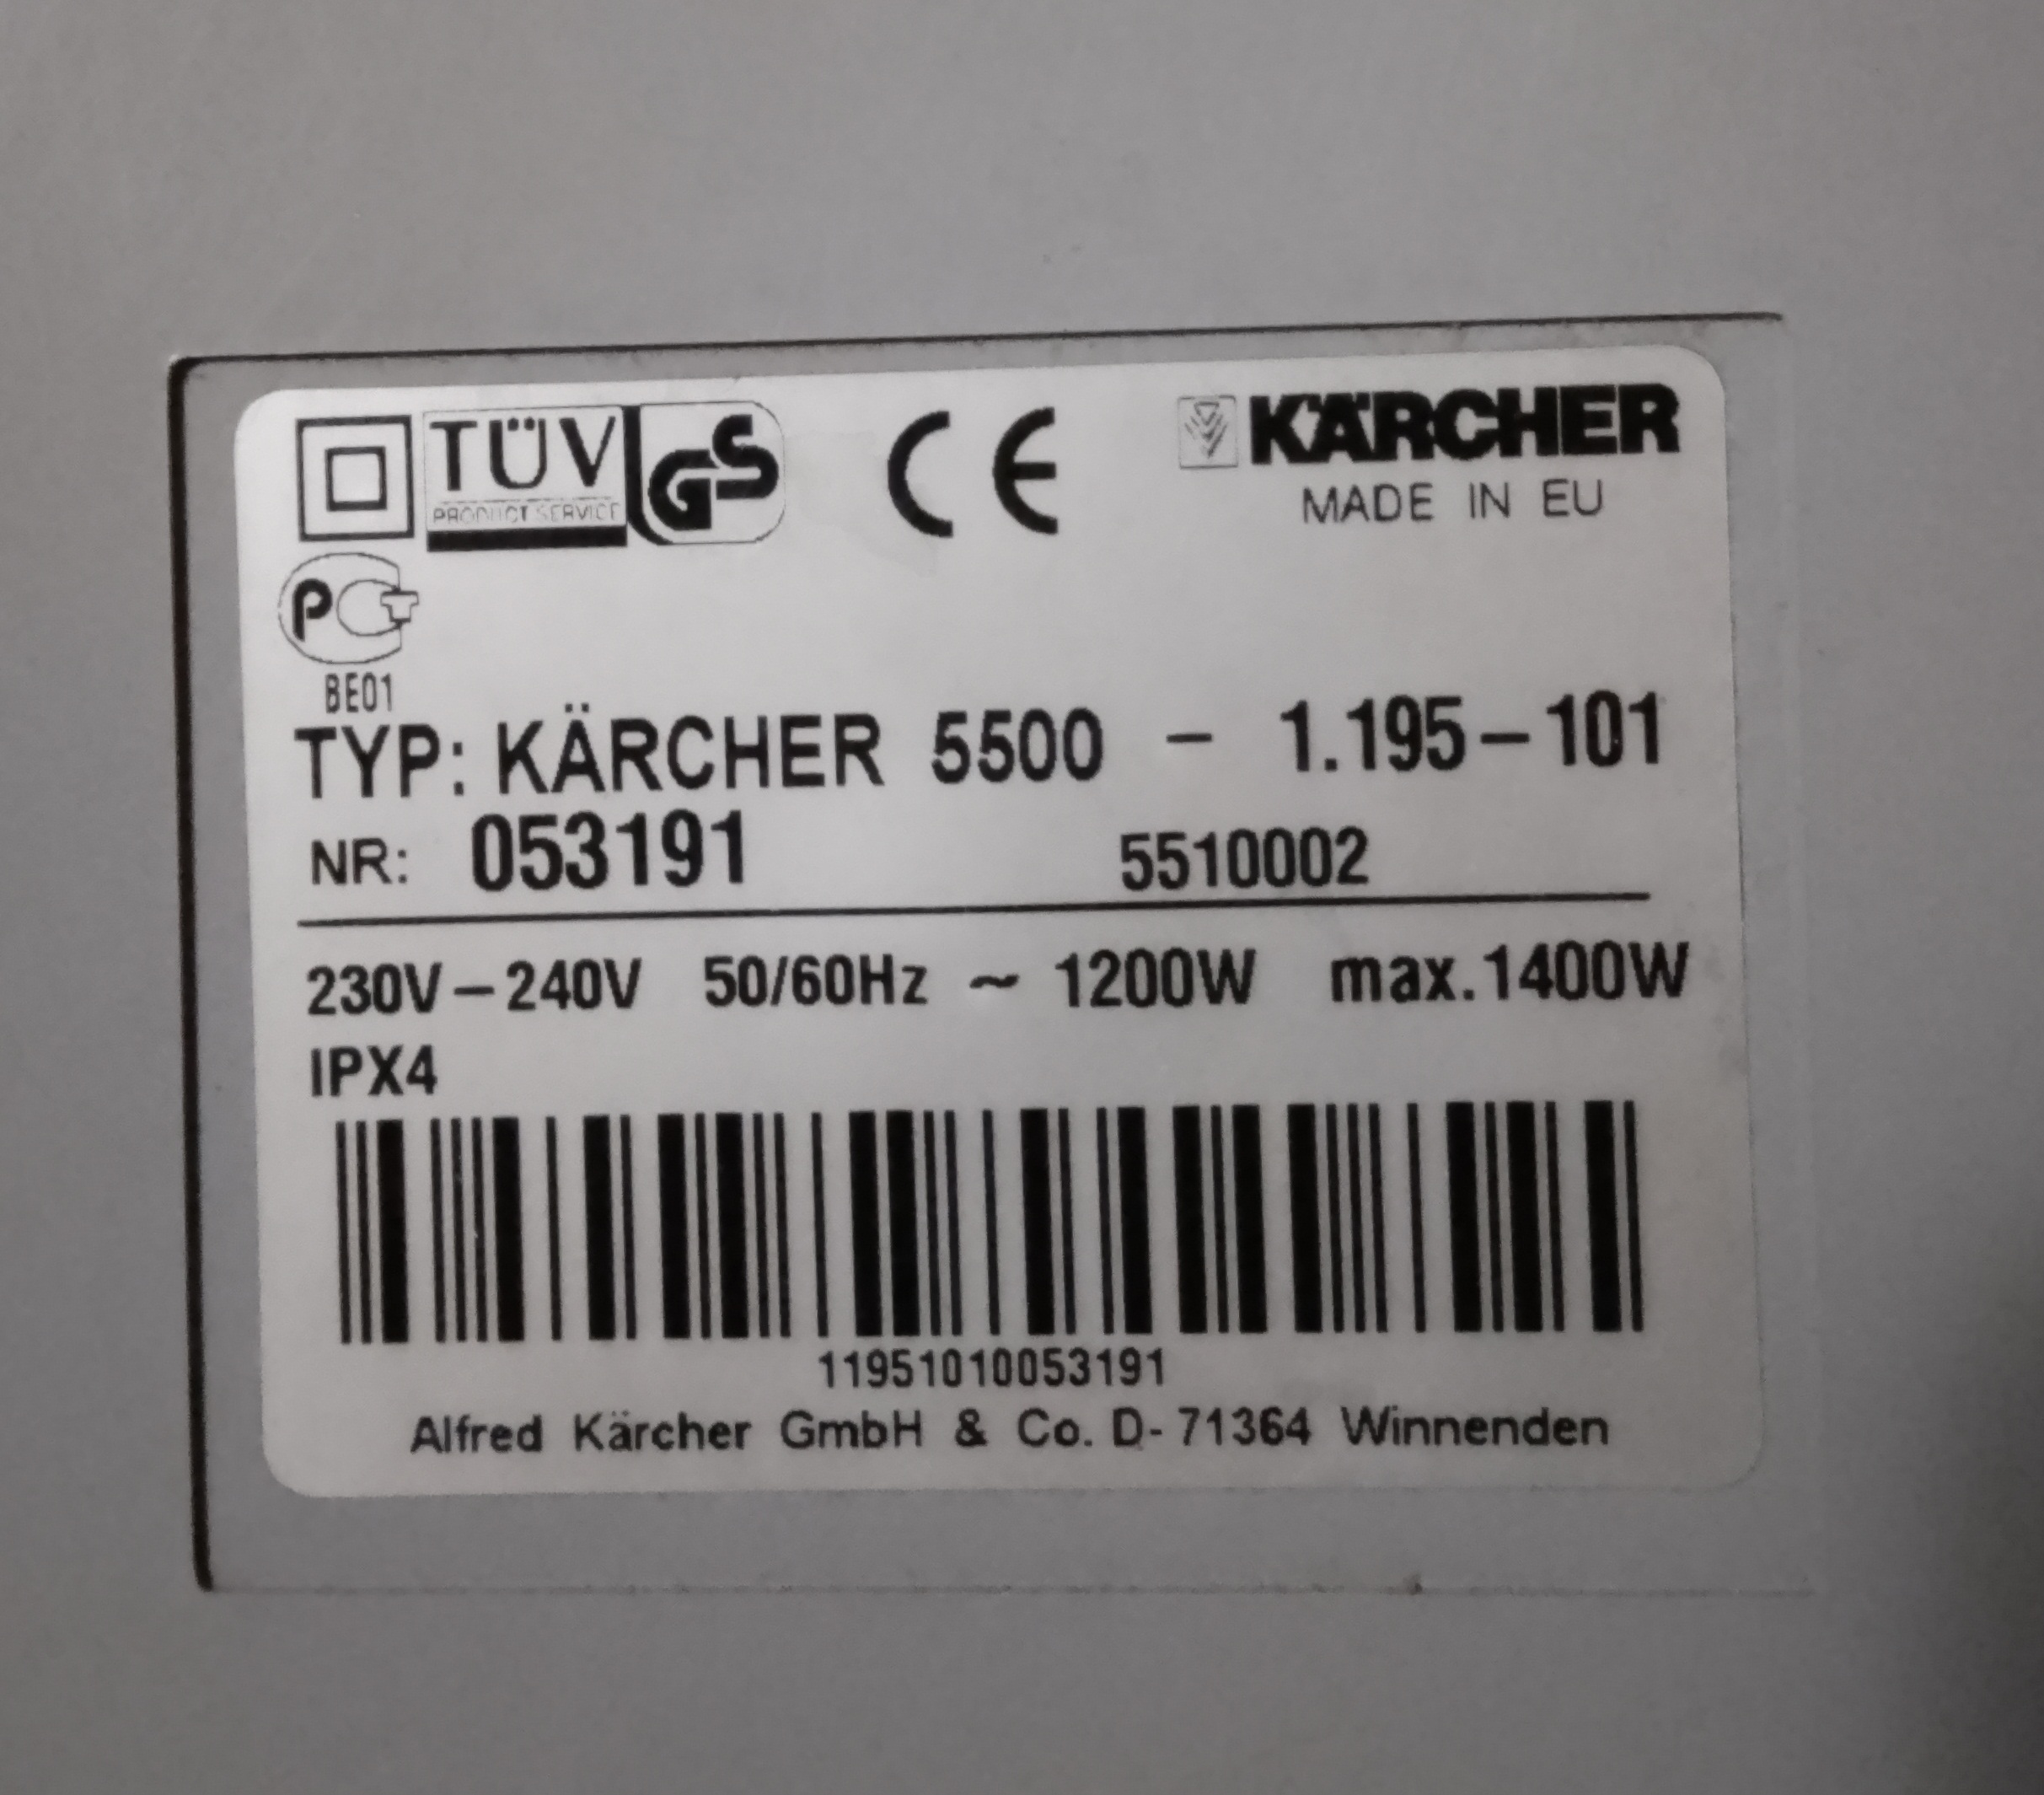 TÜV GS CE KÄRCHER
PRODUCT SERVICE MADE IN EU
PCT
BE01
TYP: KÄRCHER 5500 - 1.195-101
NR: 053191 5510002
230V-240V 50/60Hz ~ 1200W max.1400W
IPX4
11951010053191
Alfred Kärcher GmbH & Co. D-71364 Winnenden